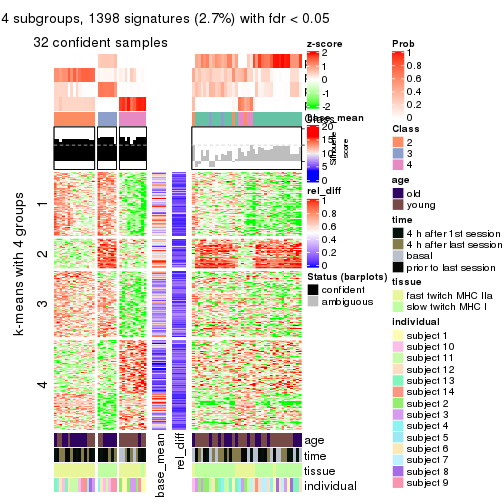 4 subgroups, 1398 signatures (2.7%) with fdr < 0.05
32 confident samples
k-means with 4 groups
1
2
3
4
base_mean
rel_diff
age
time
tissue
individual
z-score
2
1
0
-1
-2
base_mean
20
15
10
5
0
Silhouette
score
rel_diff
1
0.8
0.6
0.4
0.2
0
Status (barplots)
confident
ambiguous
Prob
1
0.8
0.6
0.4
0.2
0
Class
2
3
4
age
old
young
time
4 h after 1st session
4 h after last session
basal
prior to last session
tissue
fast twitch MHC IIa
slow twitch MHC I
individual
subject 1
subject 10
subject 11
subject 12
subject 13
subject 14
subject 2
subject 3
subject 4
subject 5
subject 6
subject 7
subject 8
subject 9